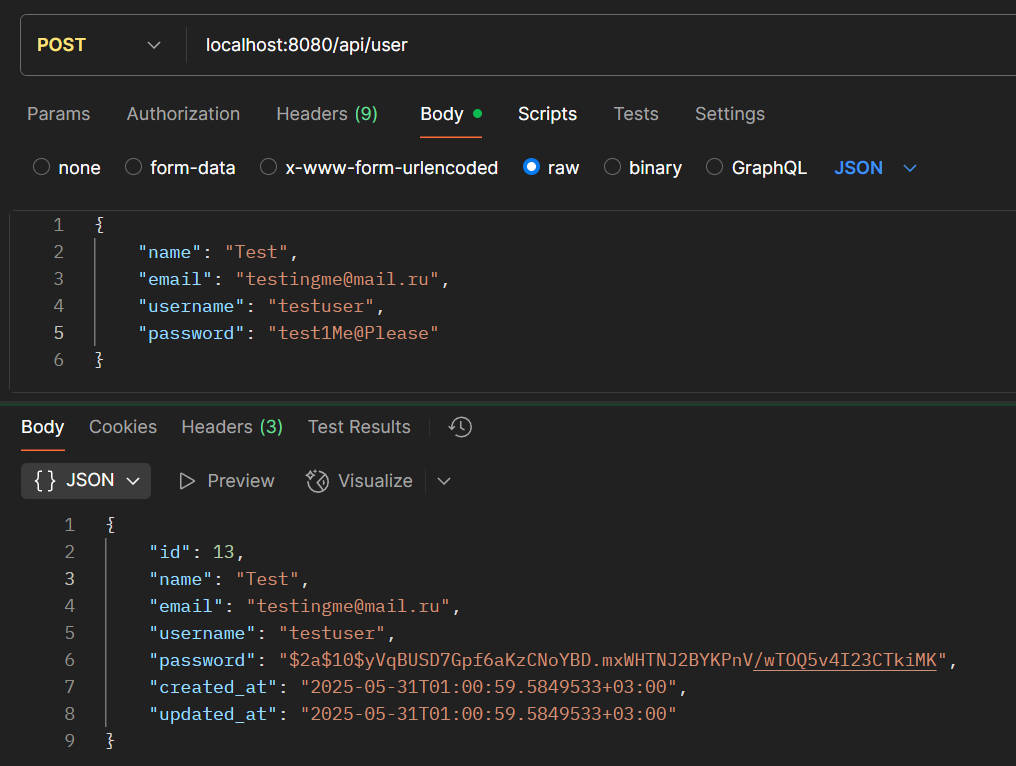 POST localhost:8080/api/user
Params Authorization Headers (9) Body Scripts Tests Settings
none form-data x-www-form-urlencoded raw binary GraphQL JSON
1 {
2 "name": "Test",
3 "email": "testingme@mail.ru",
4 "username": "testuser",
5 "password": "test1Me@Please"
6 }
Body Cookies Headers (3) Test Results
{} JSON Preview Visualize
1 {
2 "id": 13,
3 "name": "Test",
4 "email": "testingme@mail.ru",
5 "username": "testuser",
6 "password": "$2a$10$yVqBUSD7Gpf6aKzCNoYBD.mxWHTNJ2BYKPnV/wTOQ5v4I23CTkiMK",
7 "created_at": "2025-05-31T01:00:59.5849533+03:00",
8 "updated_at": "2025-05-31T01:00:59.5849533+03:00"
9 }